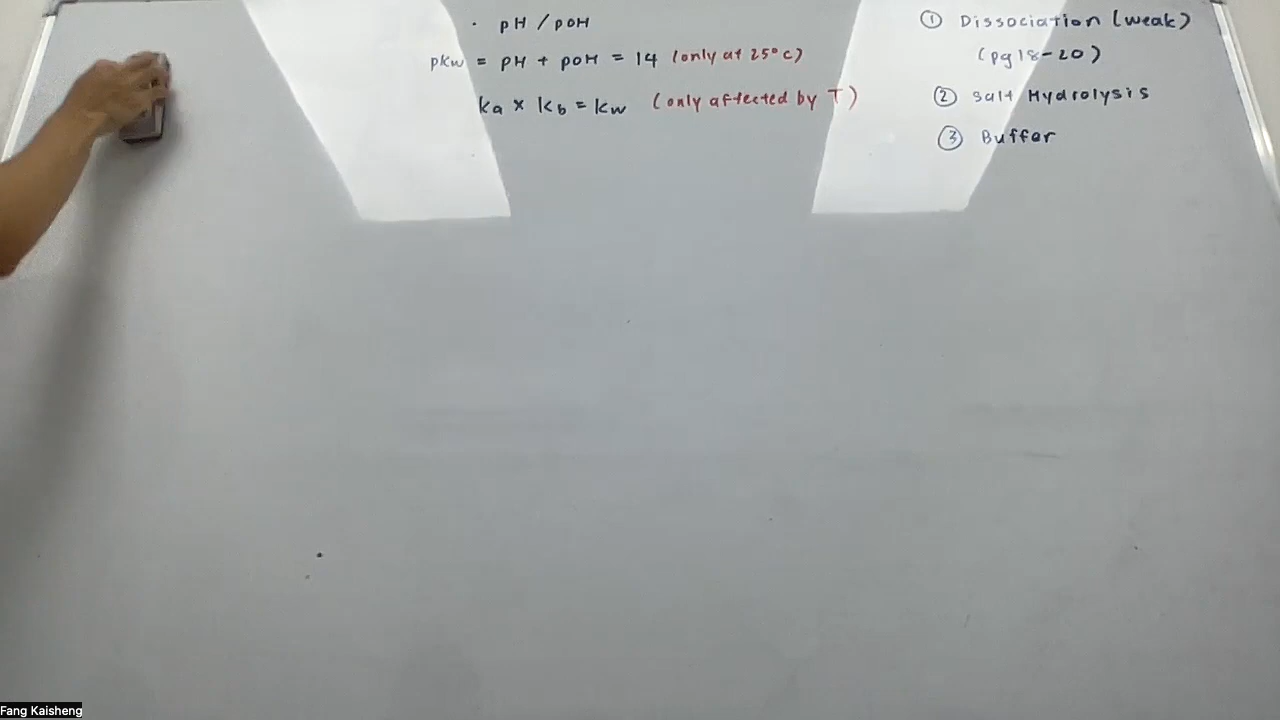 · pH / pOH
pKw = pH + pOH = 14 (only at 25°C)
Ka × Kb = Kw (only affected by T)
① Dissociation (weak)
(pg 18-20)
② Salt Hydrolysis
③ Buffer
Fang Kaisheng